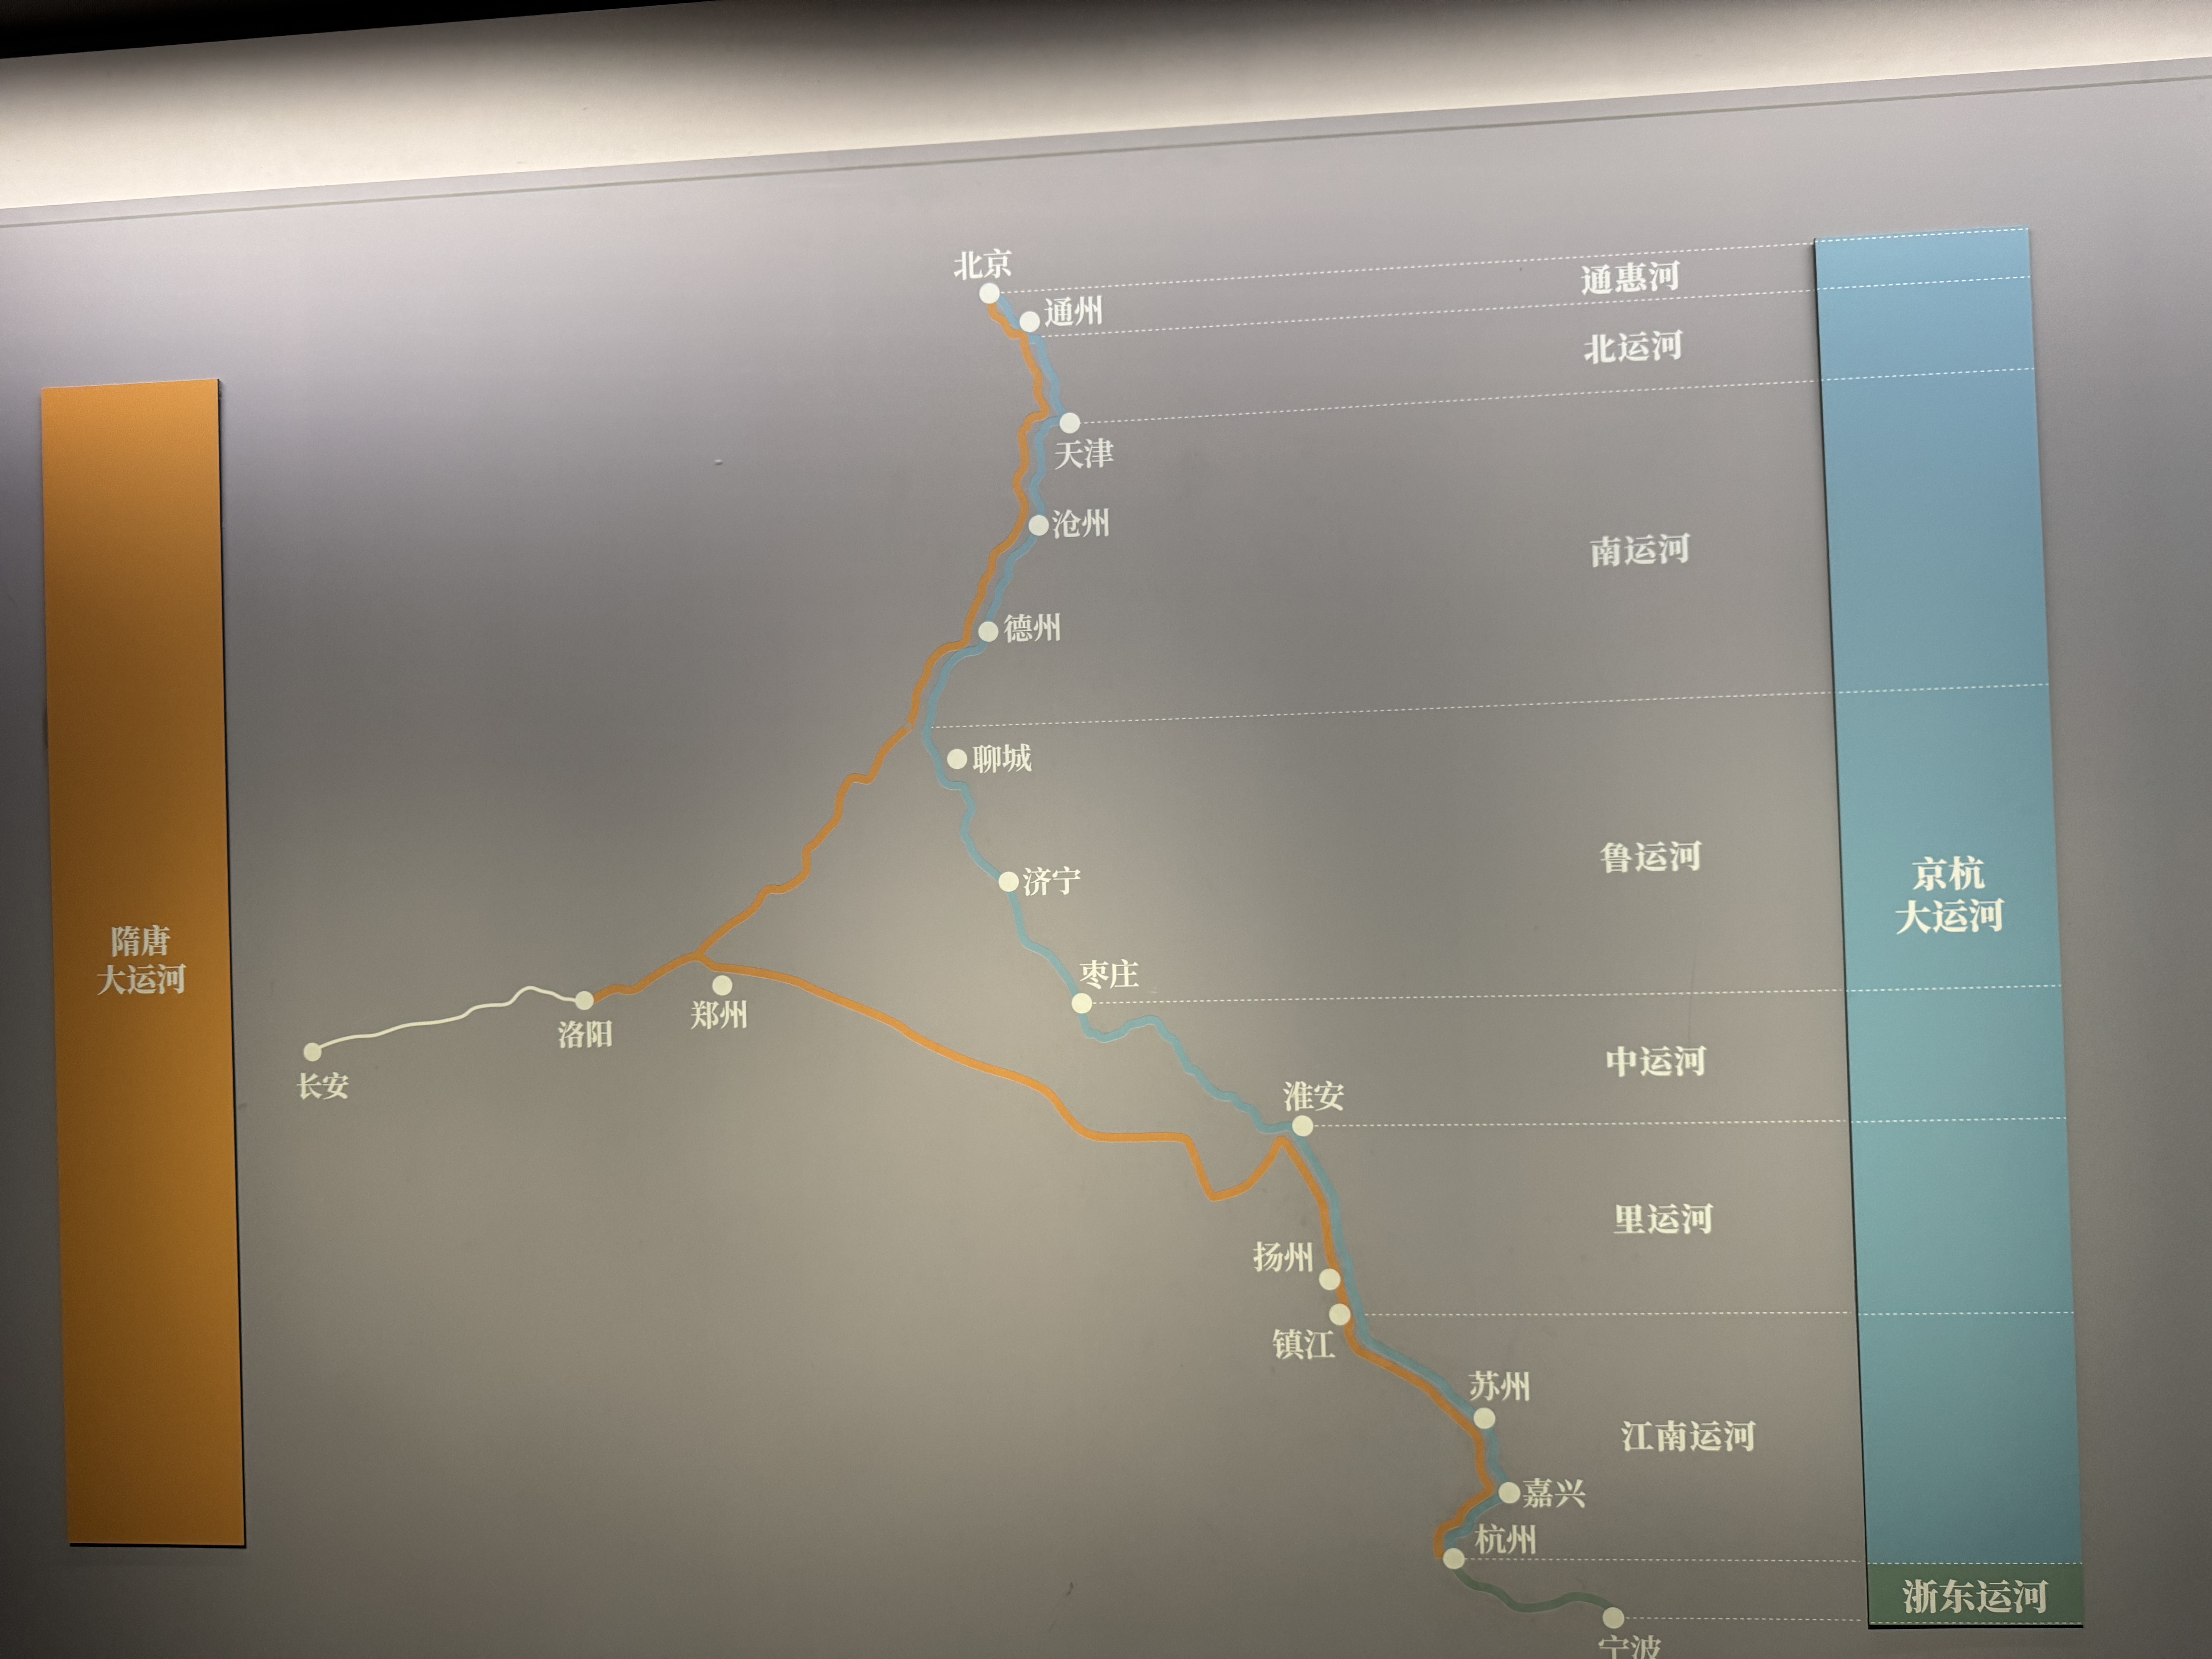 北京
通州
通惠河
北运河
天津
沧州
南运河
德州
聊城
鲁运河
京杭
大运河
济宁
隋唐
大运河
枣庄
郑州
洛阳
长安
中运河
淮安
里运河
扬州
镇江
苏州
江南运河
嘉兴
杭州
浙东运河
宁波